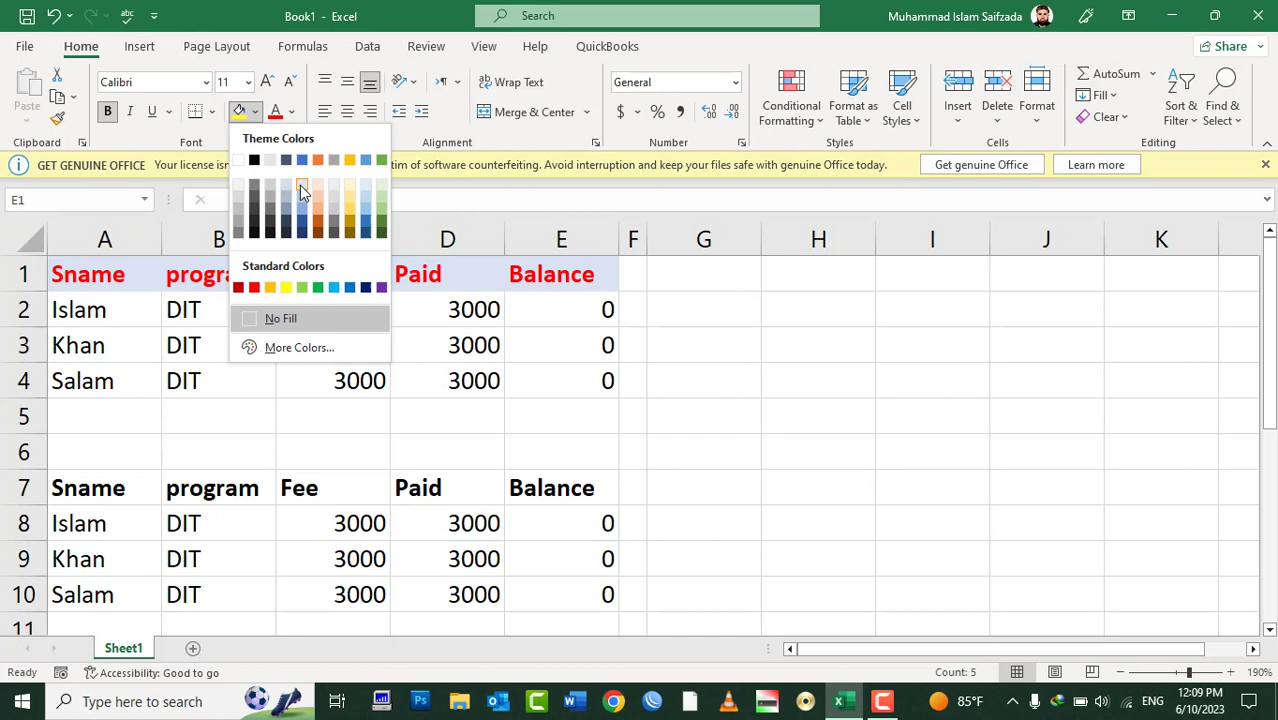 Book1 - Excel
Search
Muhammad Islam Saifzada
File Home Insert Page Layout Formulas Data Review View Help QuickBooks Share
Paste
Calibri 11
B I U
Wrap Text
Merge & Center
General
$ %
Conditional Formatting
Format as Table
Cell Styles
Insert
Delete
Format
AutoSum
Fill
Clear
Sort & Filter
Find & Select
Clipboard Font Alignment Number Styles Cells Editing
GET GENUINE OFFICE Your license isn tim of software counterfeiting. Avoid interruption and keep your files safe with genuine Office today. Get genuine Office Learn more
Theme Colors
Standard Colors
No Fill
More Colors...
E1
A B D E F G H I J K
1 Sname progra Paid Balance
2 Islam DIT 3000 0
3 Khan DIT 3000 0
4 Salam DIT 3000 3000 0
5
6
7 Sname program Fee Paid Balance
8 Islam DIT 3000 3000 0
9 Khan DIT 3000 3000 0
10 Salam DIT 3000 3000 0
11
Sheet1
Ready Accessibility: Good to go Count: 5 190%
Type here to search 85°F ENG 12:09 PM
6/10/2023